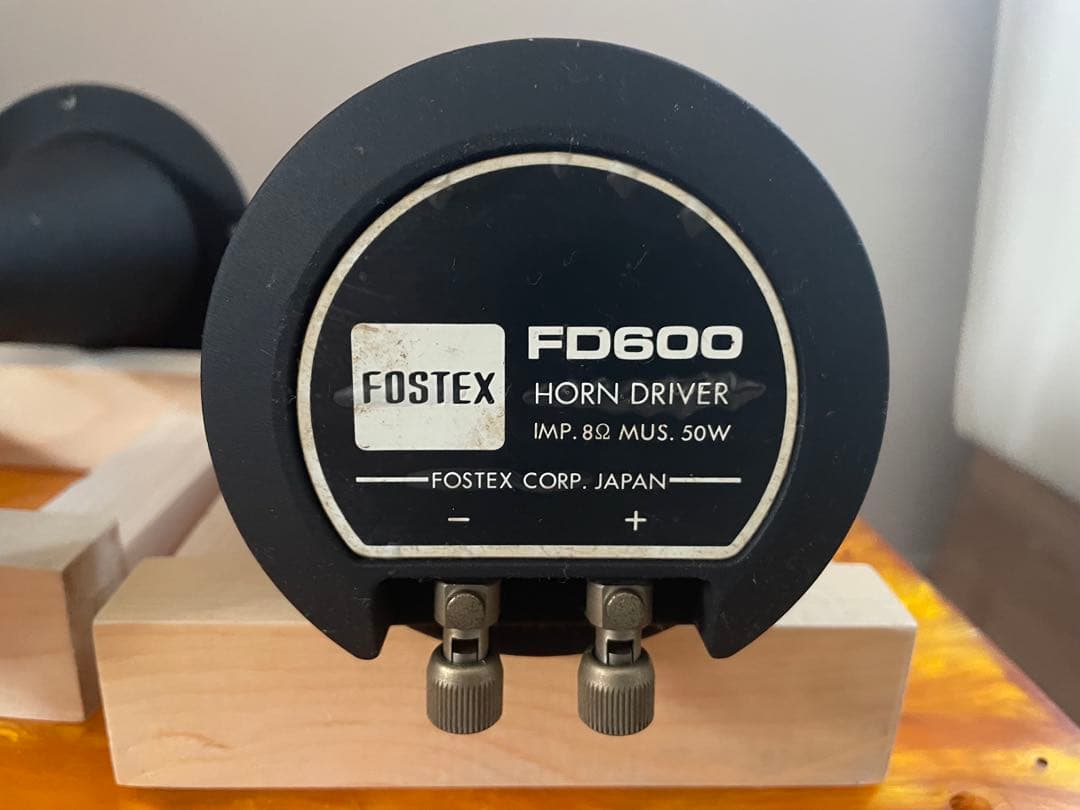 FOSTEX
FD600
HORN DRIVER
IMP. 8Ω MUS. 50W
FOSTEX CORP. JAPAN
− +